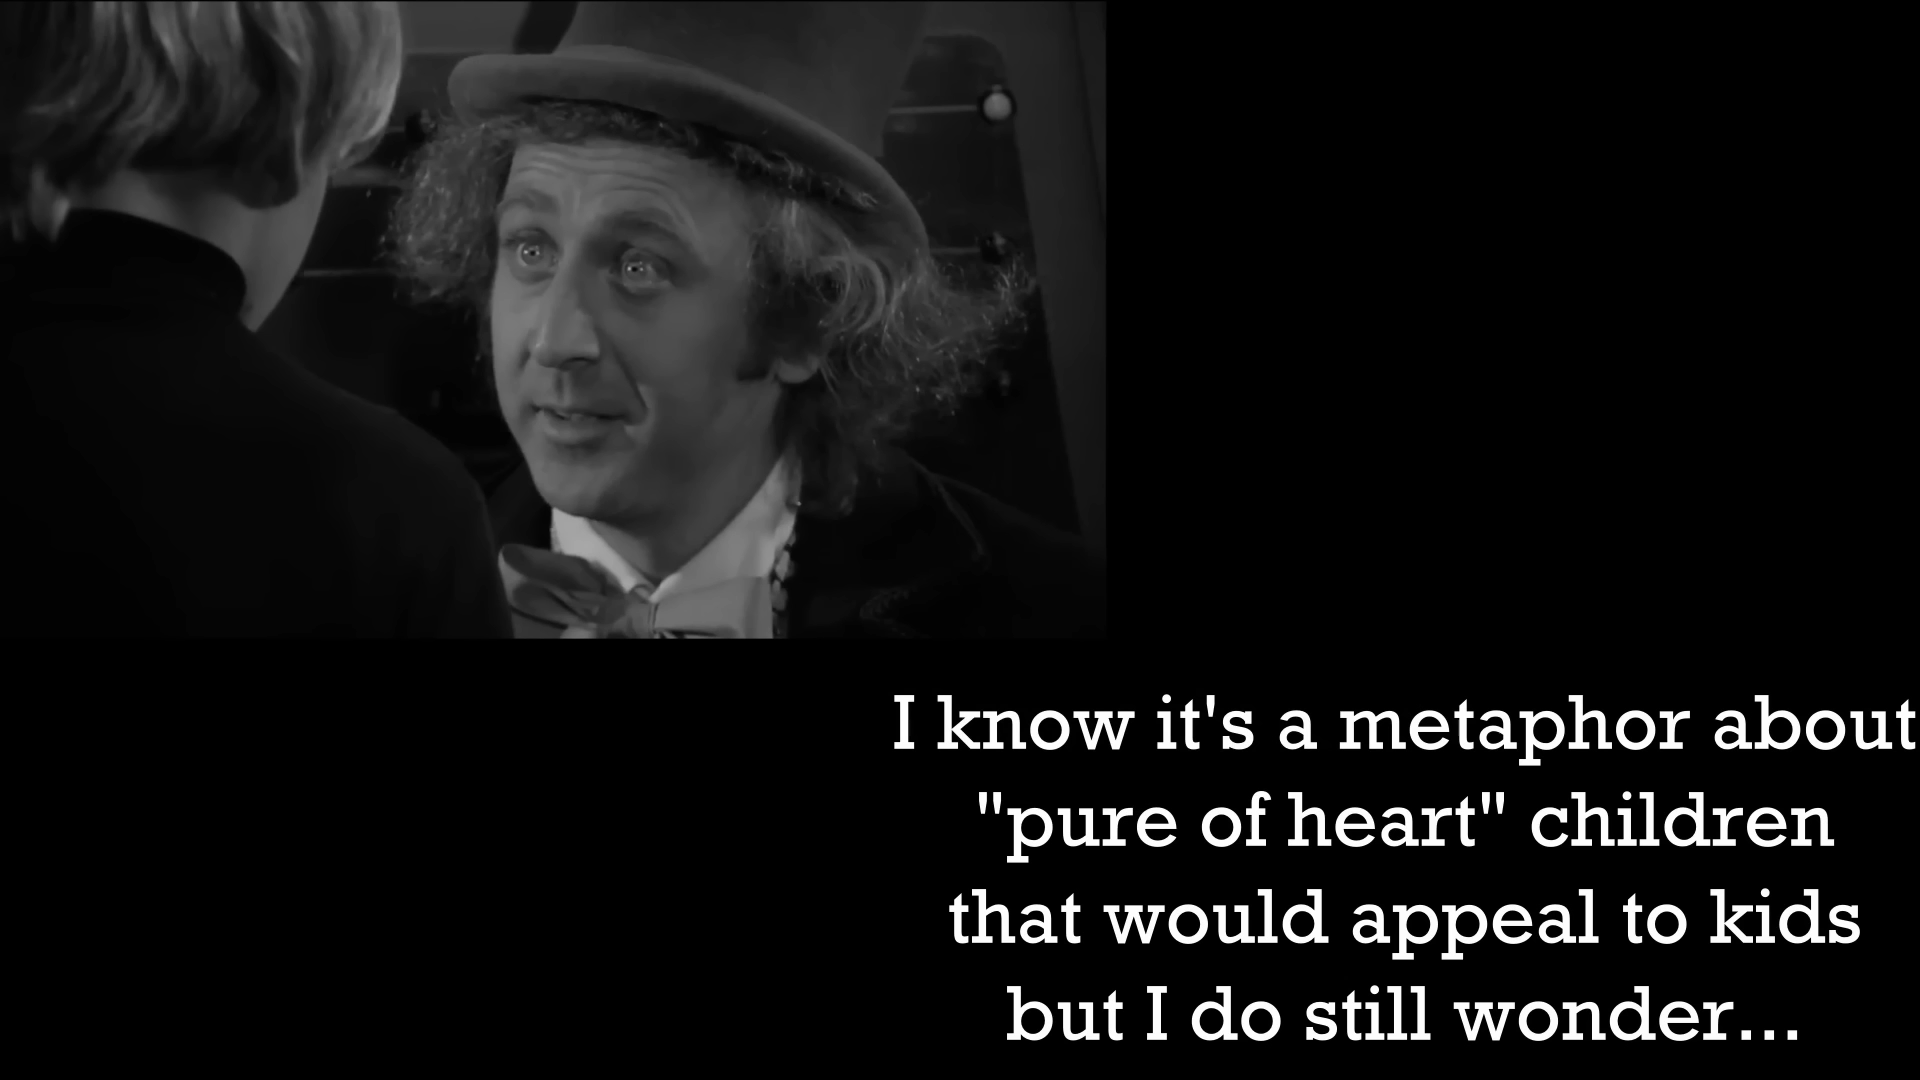 I know it's a metaphor about
"pure of heart" children
that would appeal to kids
but I do still wonder...